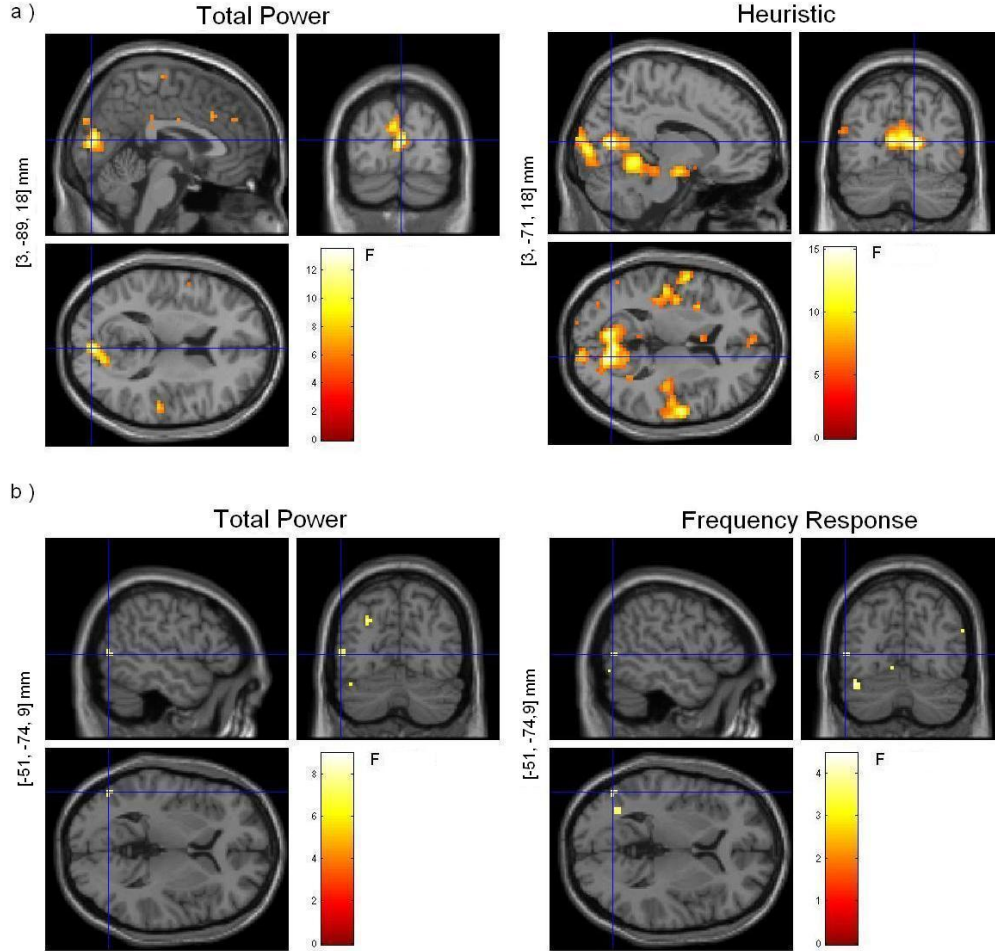 a )
Total Power
Heuristic
[3, -89, 18] mm
F
12
10
8
6
4
2
0
[3, -71, 18] mm
F
15
10
5
0
b )
Total Power
Frequency Response
[-51, -74, 9] mm
F
8
6
4
2
0
[-51, -74,9] mm
F
4
3
2
1
0